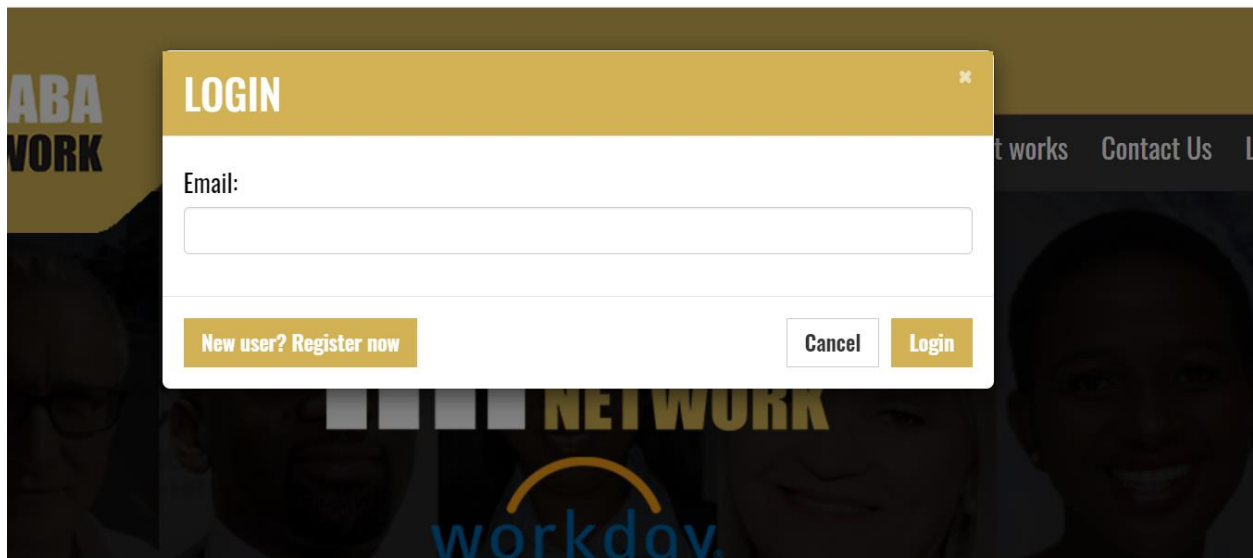 ABA
WORK
LOGIN
×
t works Contact Us L
Email:
New user? Register now
Cancel
Login
NETWORK
workday.